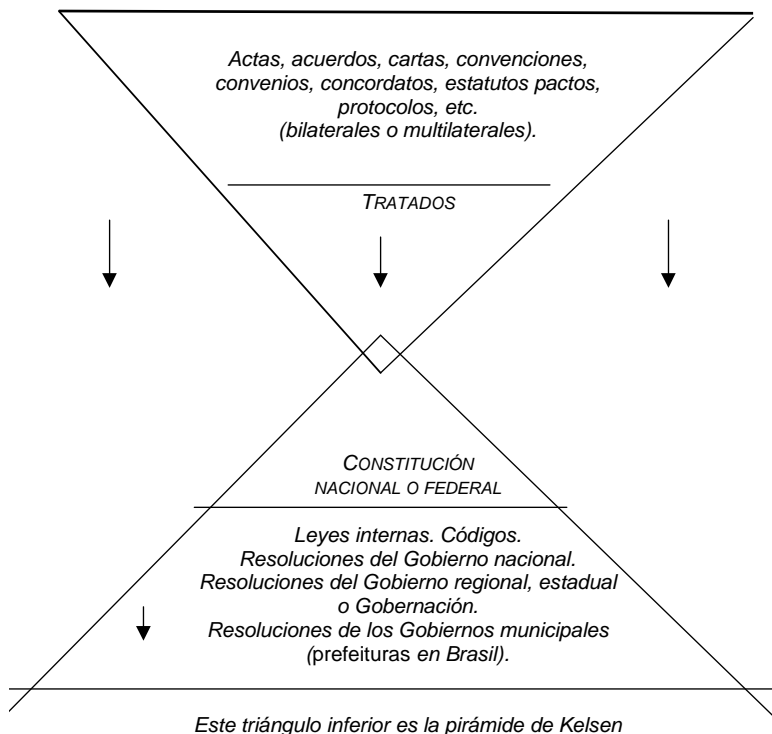 Actas, acuerdos, cartas, convenciones,
convenios, concordatos, estatutos pactos,
protocolos, etc.
(bilaterales o multilaterales).
TRATADOS
CONSTITUCIÓN
NACIONAL O FEDERAL
Leyes internas. Códigos.
Resoluciones del Gobierno nacional.
Resoluciones del Gobierno regional, estadual
o Gobernación.
Resoluciones de los Gobiernos municipales
(prefeituras en Brasil).
Este triángulo inferior es la pirámide de Kelsen